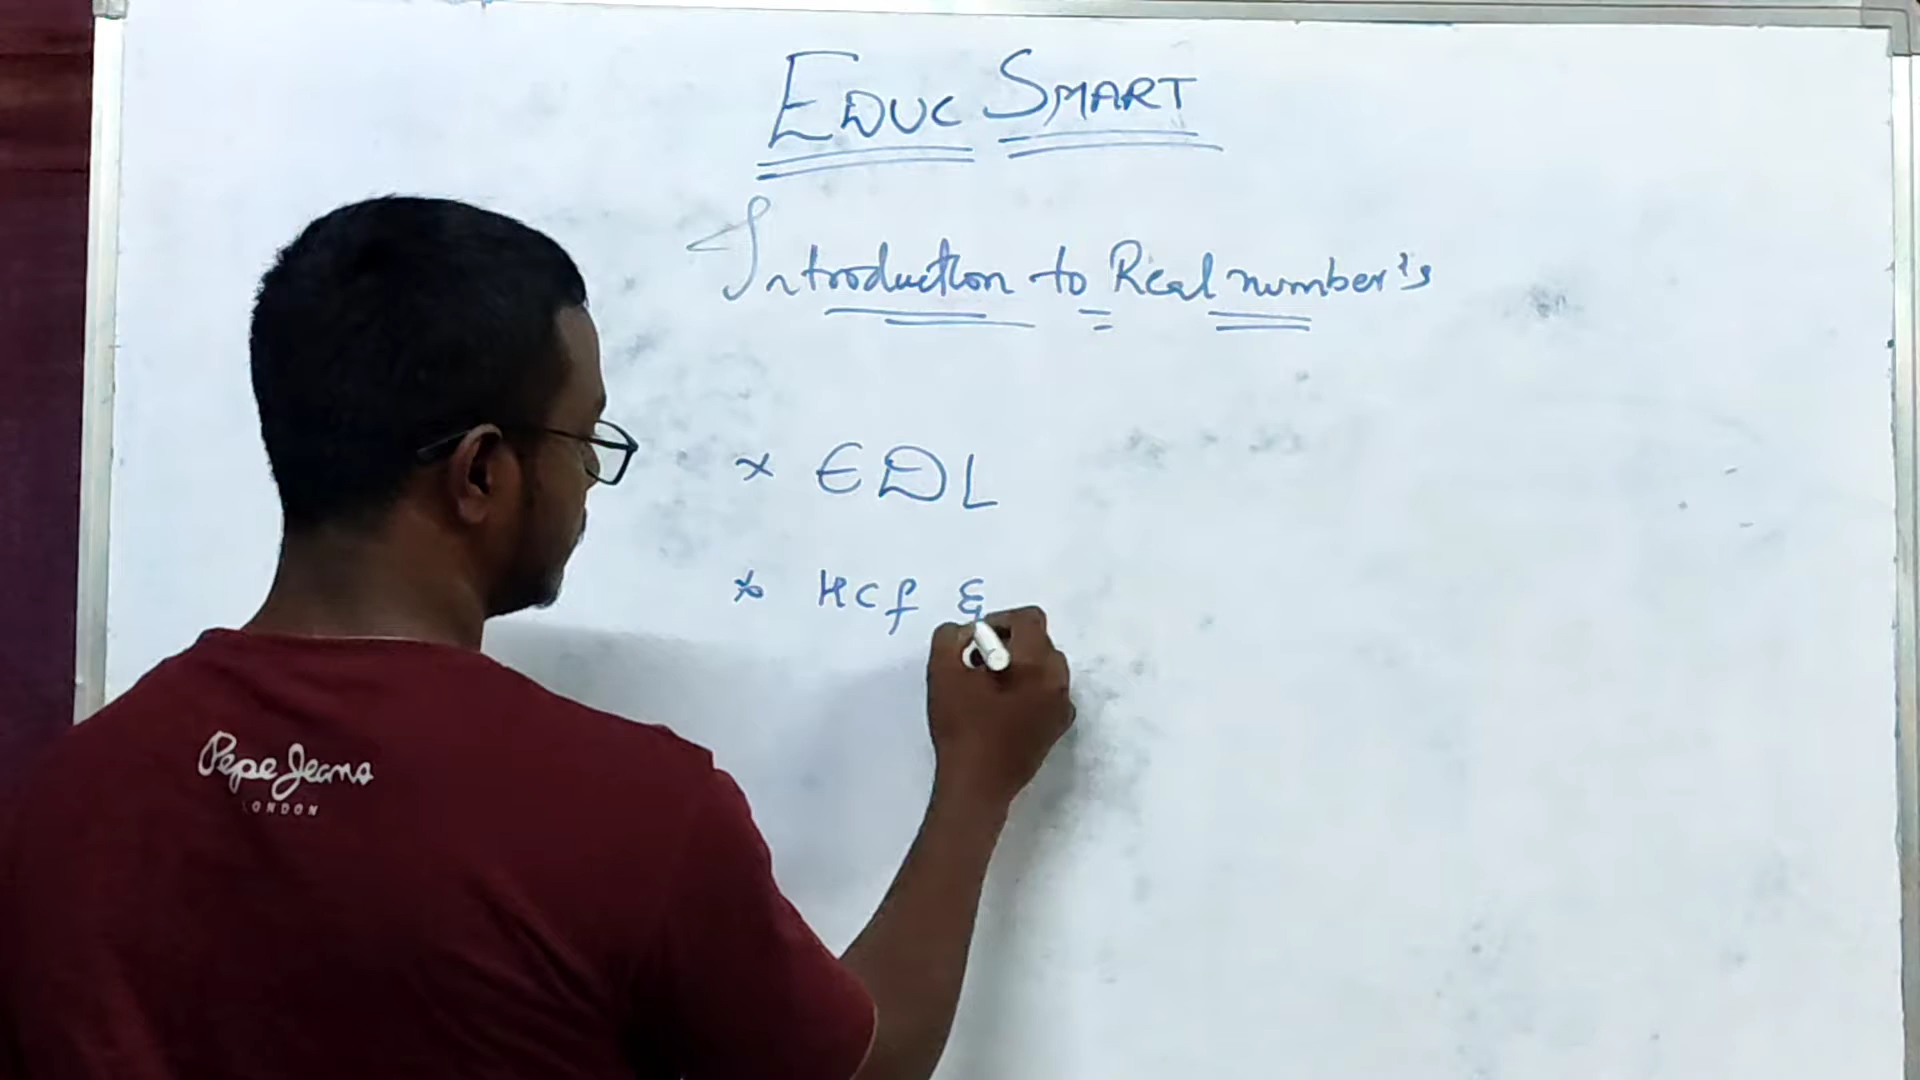 EDUC SMART
Introduction to Real number's
* EDL
* HCf &
Pepe Jeans
LONDON